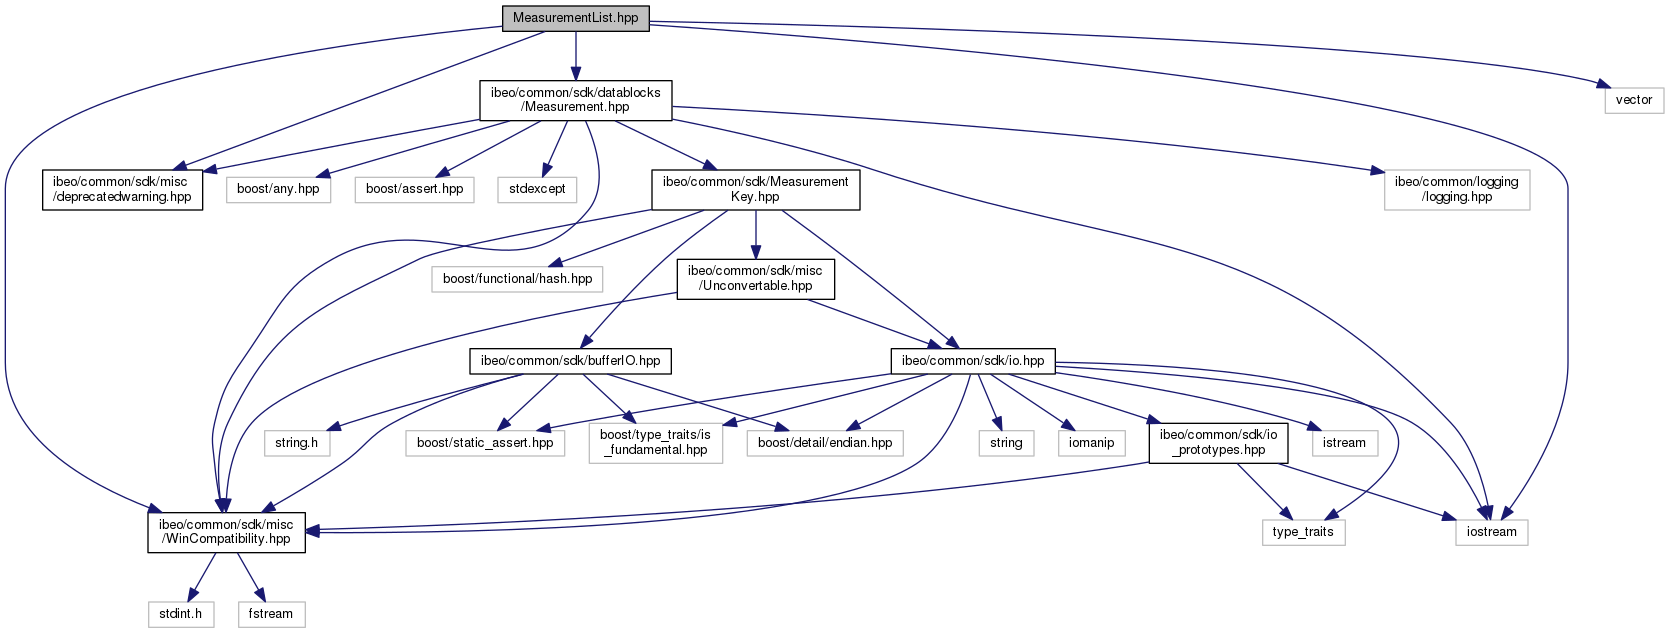 MeasurementList.hpp
ibeo/common/sdk/datablocks
/Measurement.hpp
vector
ibeo/common/sdk/misc
/deprecatedwarning.hpp
boost/any.hpp
boost/assert.hpp
stdexcept
ibeo/common/sdk/Measurement
Key.hpp
ibeo/common/logging
/logging.hpp
boost/functional/hash.hpp
ibeo/common/sdk/misc
/Unconvertable.hpp
ibeo/common/sdk/bufferIO.hpp
ibeo/common/sdk/io.hpp
string.h
boost/static_assert.hpp
boost/type_traits/is
_fundamental.hpp
boost/detail/endian.hpp
string
iomanip
ibeo/common/sdk/io
_prototypes.hpp
istream
ibeo/common/sdk/misc
/WinCompatibility.hpp
type_traits
iostream
stdint.h
fstream